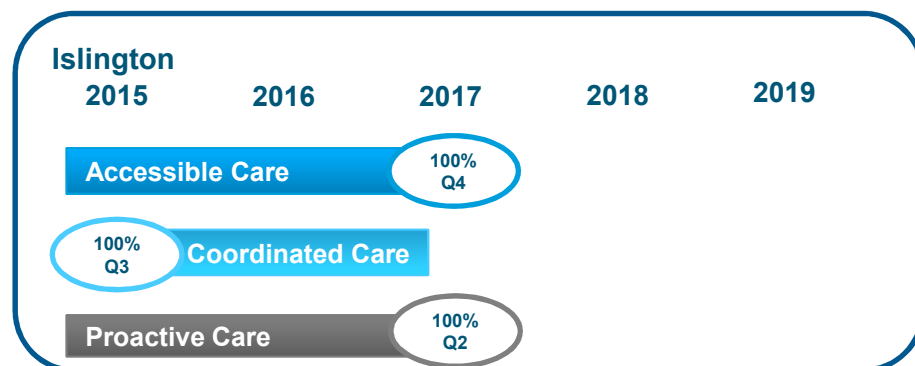 Islington
2015 2016 2017 2018 2019
Accessible Care
100%
Q4
100%
Q3
Coordinated Care
Proactive Care
100%
Q2